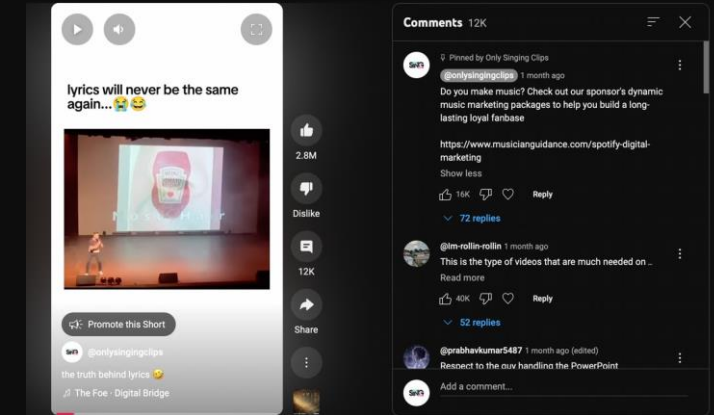 lyrics will never be the same
again...😭😂
Promote this Short
@onlysingingclips
the truth behind lyrics 🤣
The Foe · Digital Bridge
2.8M
Dislike
12K
Share
Comments 12K
Pinned by Only Singing Clips
@onlysingingclips 1 month ago
Do you make music? Check out our sponsor's dynamic
music marketing packages to help you build a long-
lasting loyal fanbase
https://www.musicianguidance.com/spotify-digital-
marketing
Show less
16K Reply
72 replies
@Im-rollin-rollin 1 month ago
This is the type of videos that are much needed on ..
Read more
40K Reply
52 replies
@prabhavkumar5487 1 month ago (edited)
Respect to the guy handling the PowerPoint
Add a comment...